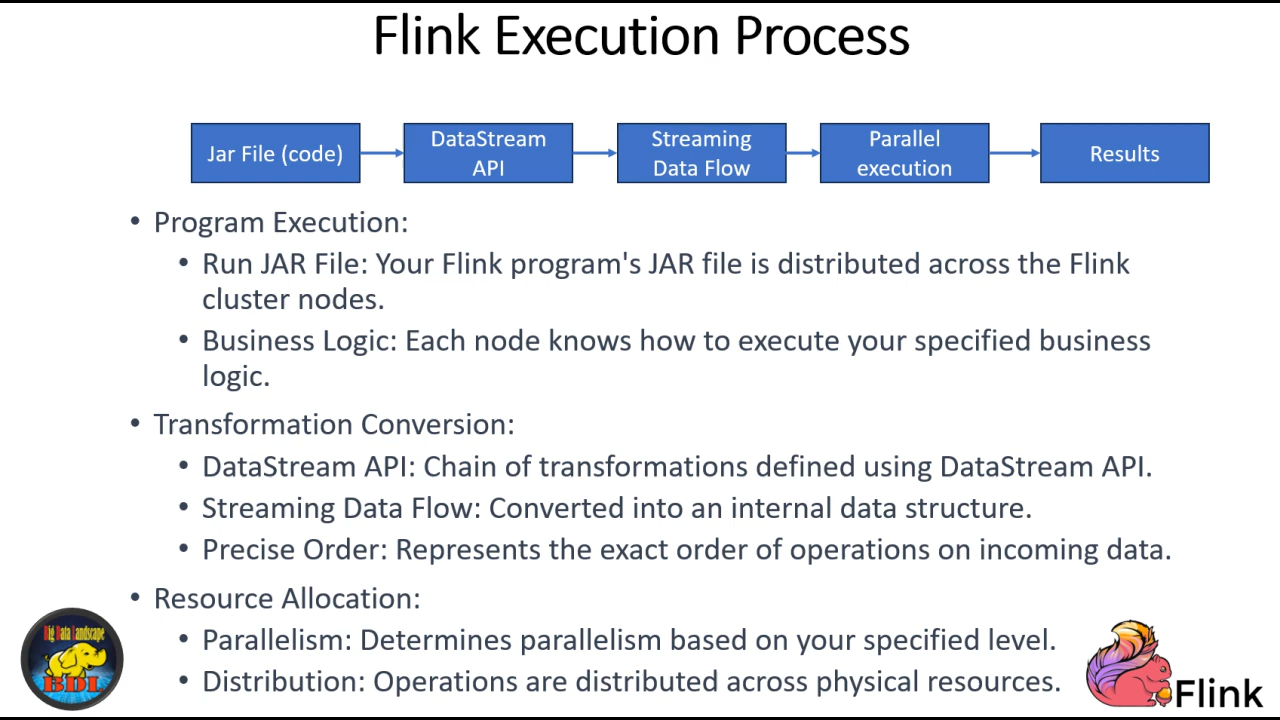 Flink Execution Process
Jar File (code)
DataStream
API
Streaming
Data Flow
Parallel
execution
Results
• Program Execution:
• Run JAR File: Your Flink program's JAR file is distributed across the Flink
cluster nodes.
• Business Logic: Each node knows how to execute your specified business
logic.
• Transformation Conversion:
• DataStream API: Chain of transformations defined using DataStream API.
• Streaming Data Flow: Converted into an internal data structure.
• Precise Order: Represents the exact order of operations on incoming data.
• Resource Allocation:
• Parallelism: Determines parallelism based on your specified level.
• Distribution: Operations are distributed across physical resources.
Big Data Landscape
BDL
Flink